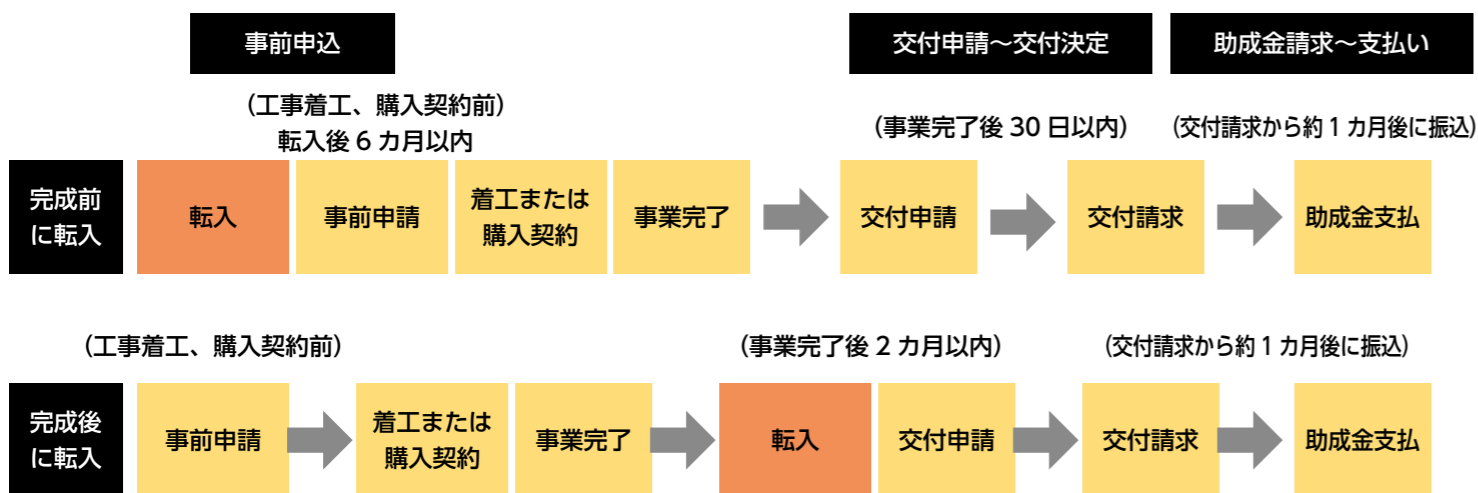 事前申込
交付申請～交付決定
助成金請求～支払い
（工事着工、購入契約前）
転入後 6 カ月以内
（事業完了後 30 日以内）
（交付請求から約 1 カ月後に振込）
完成前
に転入
転入
事前申請
着工または
購入契約
事業完了
交付申請
交付請求
助成金支払
（工事着工、購入契約前）
（事業完了後 2 カ月以内）
（交付請求から約 1 カ月後に振込）
完成後
に転入
事前申請
着工または
購入契約
事業完了
転入
交付申請
交付請求
助成金支払